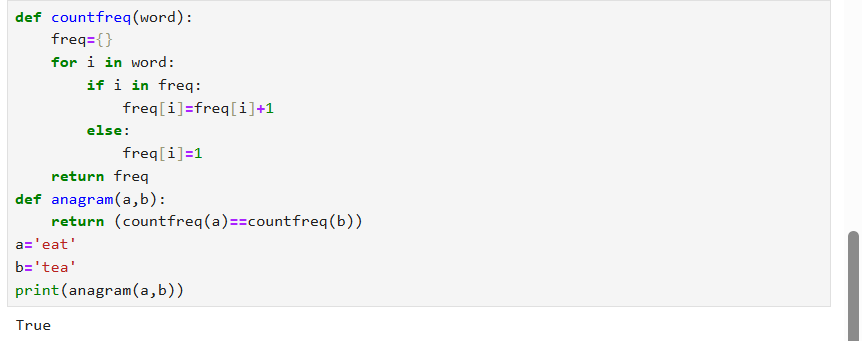 def countfreq(word):
    freq={}
    for i in word:
        if i in freq:
            freq[i]=freq[i]+1
        else:
            freq[i]=1
    return freq
def anagram(a,b):
    return (countfreq(a)==countfreq(b))
a='eat'
b='tea'
print(anagram(a,b))
True